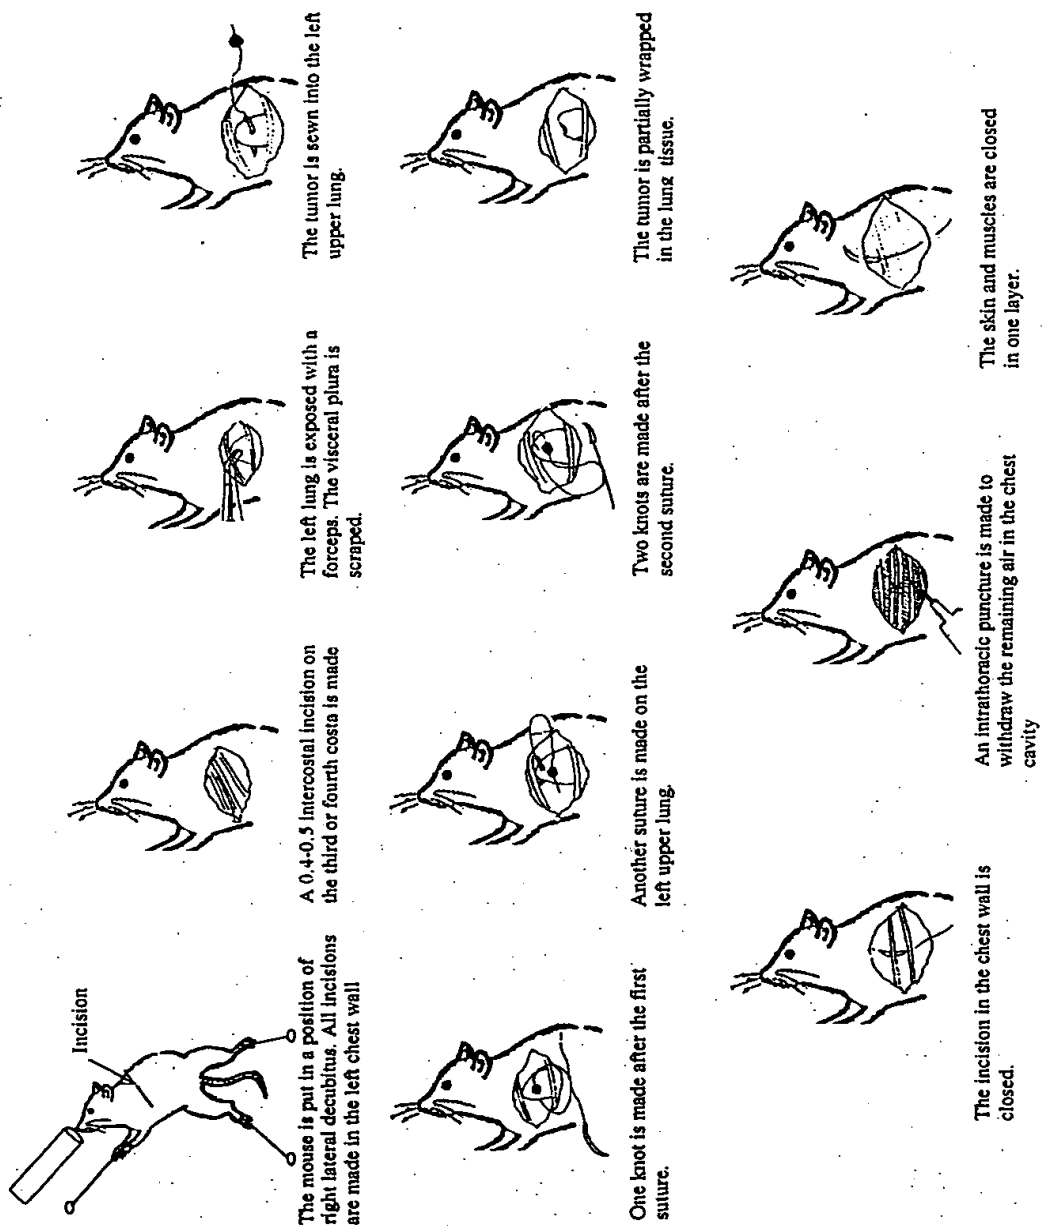 Incision
The mouse is put in a position of
right lateral decubitus. All incisions
are made in the left chest wall
A 0.4-0.5 intercostal incision on
the third or fourth costa is made
The left lung is exposed with a
forceps. The visceral plura is
scraped.
The tumor is sewn into the left
upper lung.
One knot is made after the first
suture.
Another suture is made on the
left upper lung.
Two knots are made after the
second suture.
The tumor is partially wrapped
in the lung tissue.
The incision in the chest wall is
closed.
An intrathoracic puncture is made to
withdraw the remaining air in the chest
cavity
The skin and muscles are closed
in one layer.